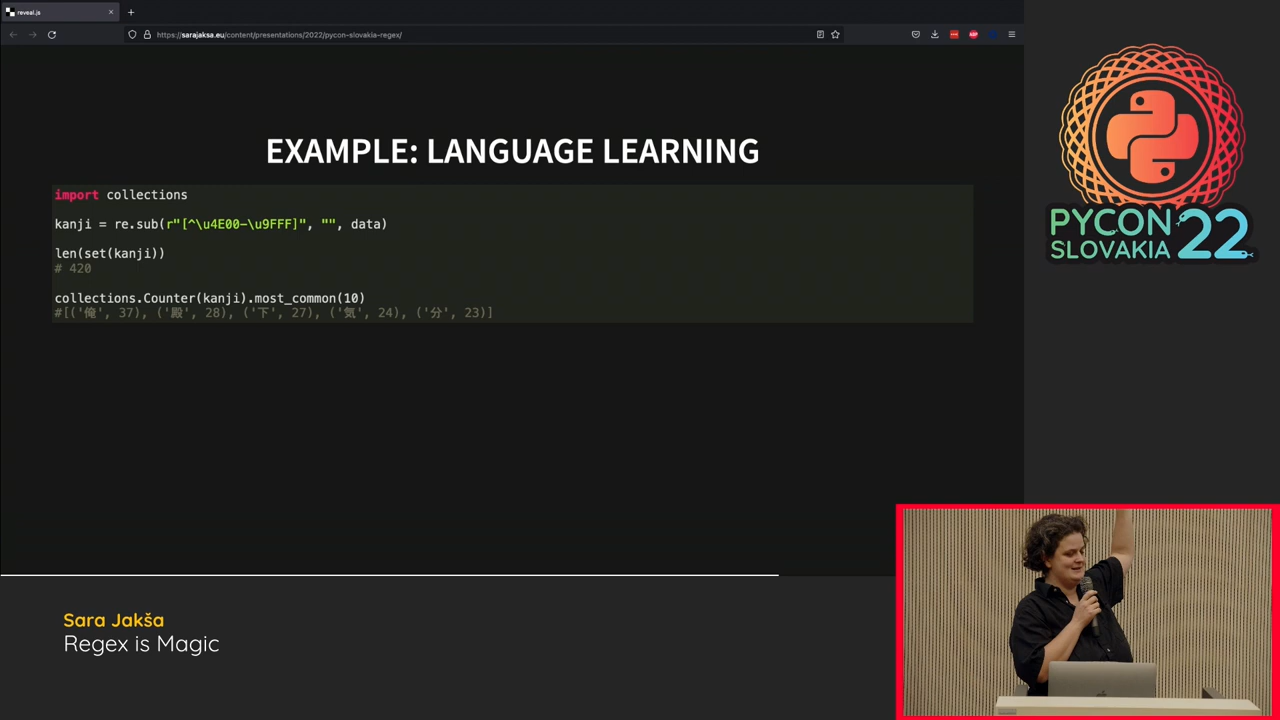 reveal.js
https://sarajaksa.eu/content/presentations/2022/pycon-slovakia-regex/
EXAMPLE: LANGUAGE LEARNING
import collections
kanji = re.sub(r"[^\u4E00-\u9FFF]", "", data)
len(set(kanji))
# 420
collections.Counter(kanji).most_common(10)
#[('俺', 37), ('殿', 28), ('下', 27), ('気', 24), ('分', 23)]
PYCON
SLOVAKIA 22
Sara Jakša
Regex is Magic